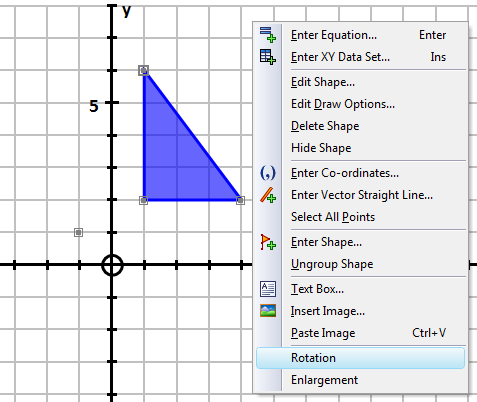 y
5
Enter Equation... Enter
Enter XY Data Set... Ins
Edit Shape...
Edit Draw Options...
Delete Shape
Hide Shape
(,) Enter Co-ordinates...
Enter Vector Straight Line...
Select All Points
Enter Shape...
Ungroup Shape
Text Box...
Insert Image...
Paste Image Ctrl+V
Rotation
Enlargement